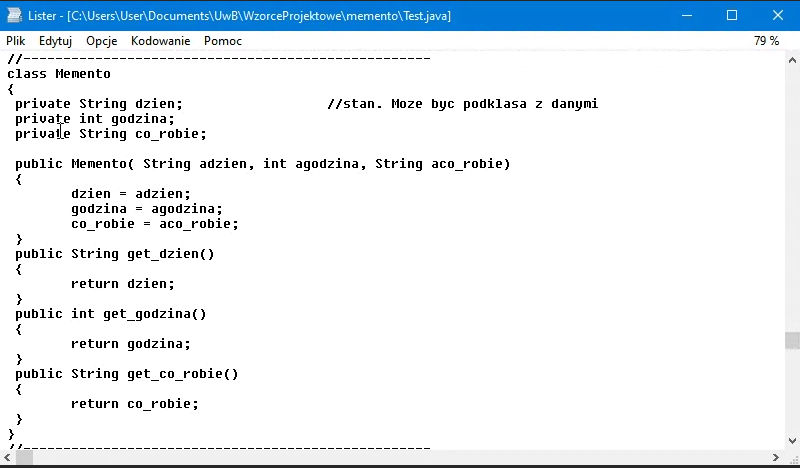 Lister - [C:\Users\User\Documents\UwB\WzorceProjektowe\memento\Test.java]
Plik Edytuj Opcje Kodowanie Pomoc 79 %
//---------------------------------------------------
class Memento
{
private String dzien; //stan. Moze byc podklasa z danymi
private int godzina;
private String co_robie;
public Memento( String adzien, int agodzina, String aco_robie)
{
dzien = adzien;
godzina = agodzina;
co_robie = aco_robie;
}
public String get_dzien()
{
return dzien;
}
public int get_godzina()
{
return godzina;
}
public String get_co_robie()
{
return co_robie;
}
}
//---------------------------------------------------